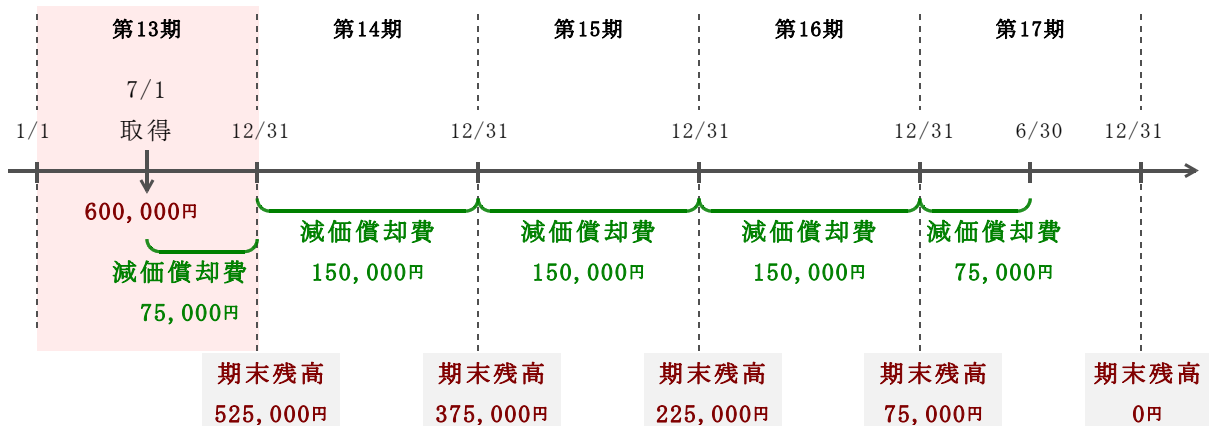 第13期
第14期
第15期
第16期
第17期
7/1
1/1
取得
12/31
12/31
12/31
12/31
6/30
12/31
600,000円
減価償却費
減価償却費
減価償却費
減価償却費
減価償却費
150,000円
150,000円
150,000円
75,000円
75,000円
期末残高
期末残高
期末残高
期末残高
期末残高
525,000円
375,000円
225,000円
75,000円
0円